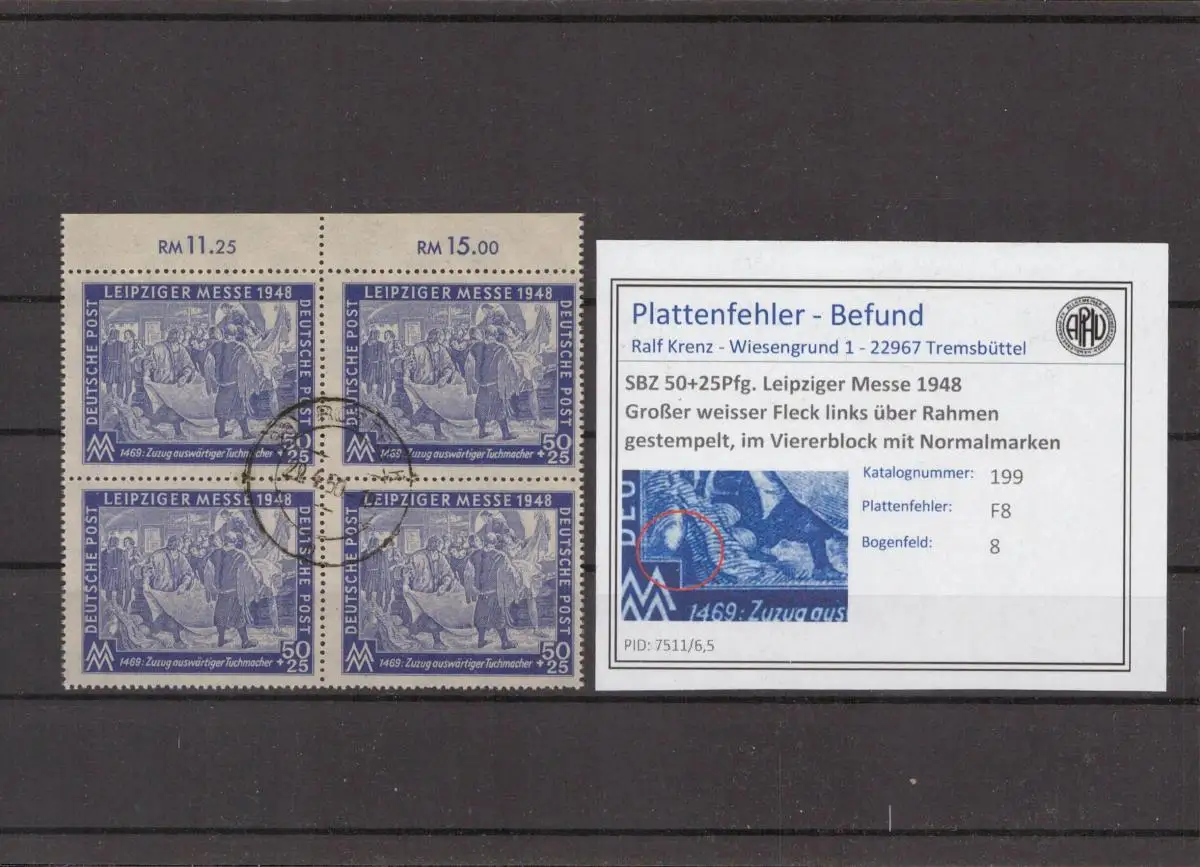 RM 11.25
RM 15.00
LEIPZIGER MESSE 1948
DEUTSCHE POST
DEUTSCHE POST
50
+ 25
1469: Zuzug auswärtiger Tuchmacher
LEIPZIGER MESSE 1948
DEUTSCHE POST
DEUTSCHE POST
50
+ 25
1469: Zuzug auswärtiger Tuchmacher
LEIPZIGER MESSE 1948
DEUTSCHE POST
DEUTSCHE POST
50
+ 25
1469: Zuzug auswärtiger Tuchmacher
LEIPZIGER MESSE 1948
DEUTSCHE POST
DEUTSCHE POST
50
+ 25
1469: Zuzug auswärtiger Tuchmacher
Plattenfehler - Befund
Ralf Krenz - Wiesengrund 1 - 22967 Tremsbüttel
APHV
SBZ 50+25Pfg. Leipziger Messe 1948
Großer weisser Fleck links über Rahmen
gestempelt, im Viererblock mit Normalmarken
DEU
1469: Zuzug aus
Katalognummer: 199
Plattenfehler: F8
Bogenfeld: 8
PID: 7511/6,5